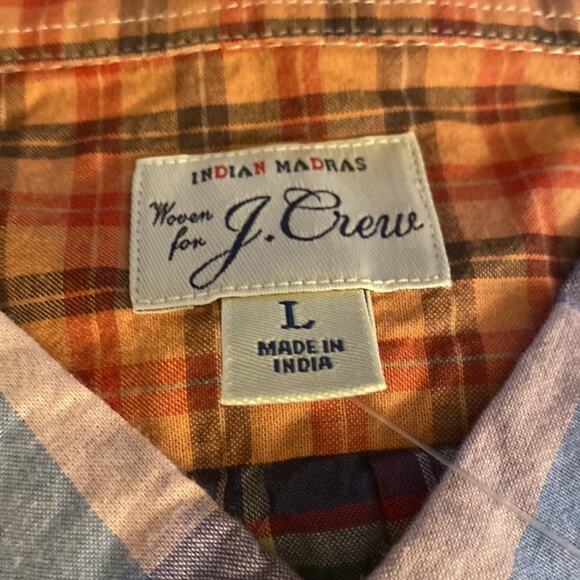 INDIAN MADRAS
Woven for J. Crew
L
MADE IN
INDIA